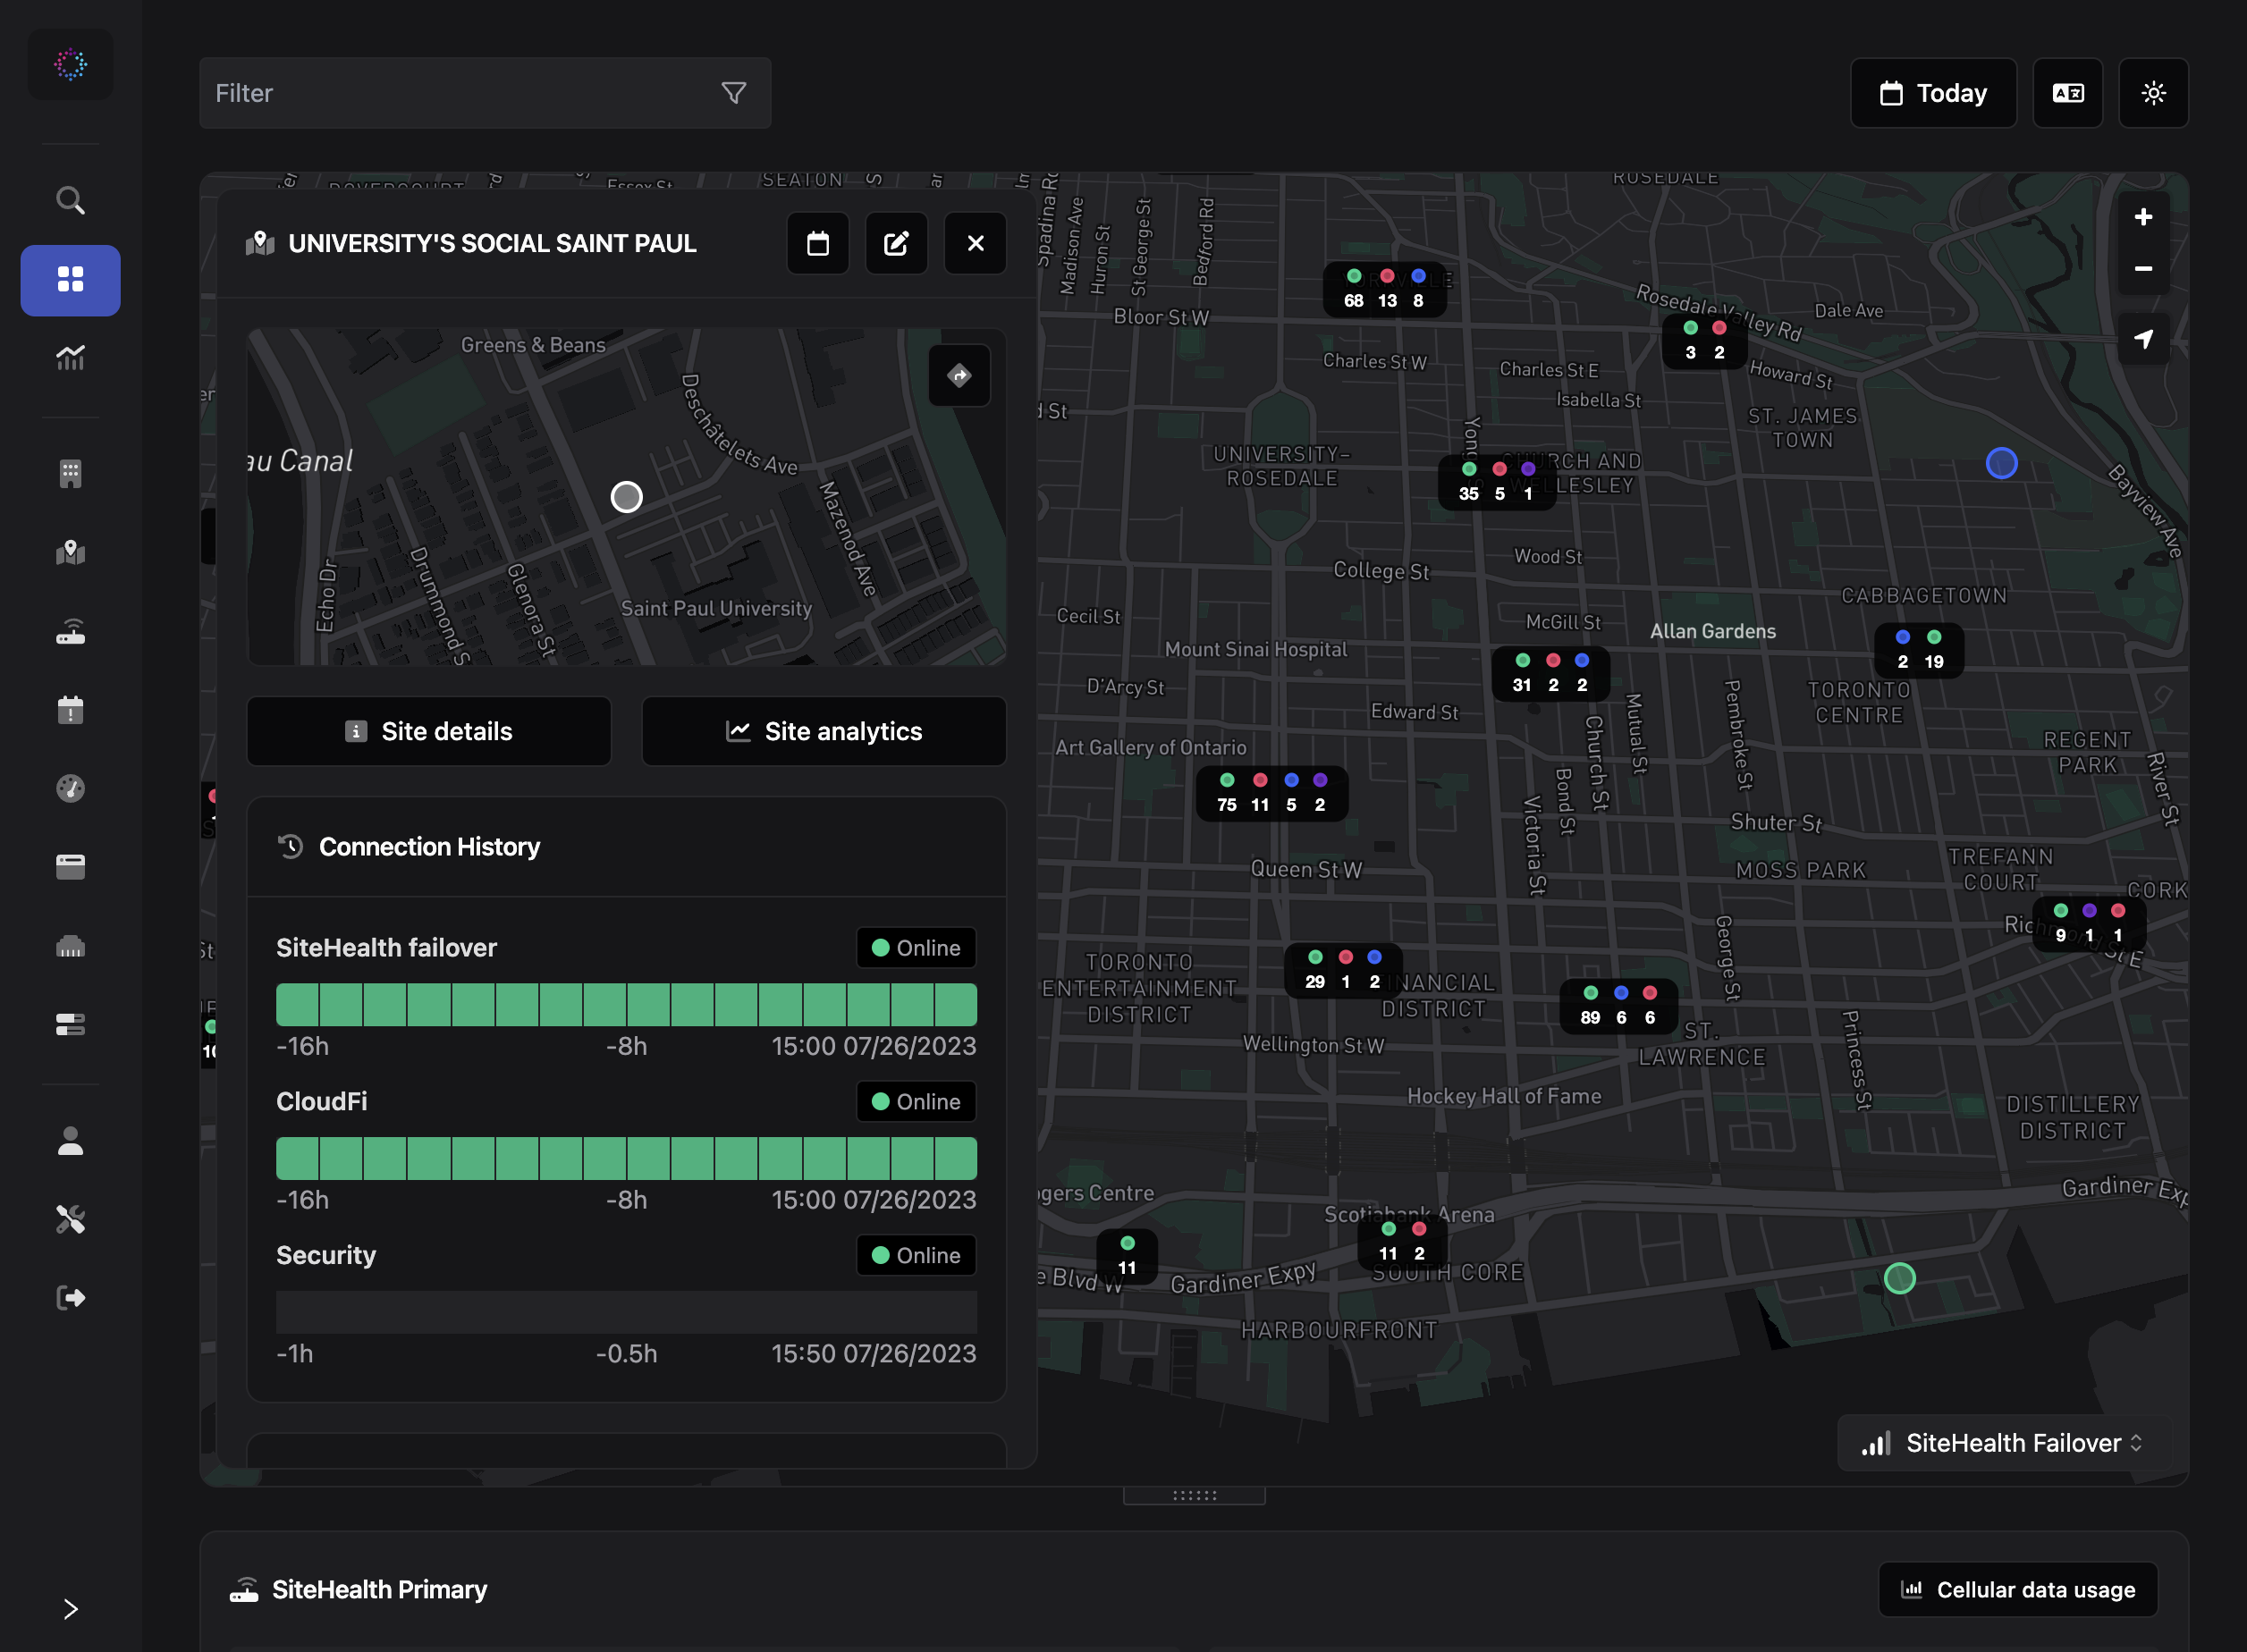 Filter
Today
UNIVERSITY'S SOCIAL SAINT PAUL
Greens & Beans
Deschâtelets Ave
au Canal
Mazenod Ave
Echo Dr
Drummond S
Glenora St
Saint Paul University
Site details
Site analytics
Connection History
SiteHealth failover
Online
-16h -8h 15:00 07/26/2023
CloudFi
Online
-16h -8h 15:00 07/26/2023
Security
Online
-1h -0.5h 15:50 07/26/2023
Essex St
SEATON
ROSEDALE
Spadina Rd
Madison Ave
Huron St
St George St
Bedford Rd
68 13 8
Rosedale Valley Rd
Dale Ave
Bloor St W
3 2
Charles St W
Charles St E
Howard St
Isabella St
d St
ST. JAMES
TOWN
UNIVERSITY–
ROSEDALE
CHURCH AND
WELLESLEY
35 5 1
Bayview Ave
Wood St
College St
CABBAGETOWN
Cecil St
McGill St
Allan Gardens
Mount Sinai Hospital
2 19
31 2 2
D'Arcy St
Mutual St
Pembroke St
TORONTO
CENTRE
Edward St
Church St
Art Gallery of Ontario
REGENT
PARK
River St
75 11 5 2
Bond St
Victoria St
Shuter St
Queen St W
MOSS PARK
TREFANN
COURT
CORK
9 1 1
George St
TORONTO
ENTERTAINMENT
DISTRICT
29 1 2
FINANCIAL
DISTRICT
89 6 6
Princess St
ST.
LAWRENCE
Wellington St W
Hockey Hall of Fame
DISTILLERY
DISTRICT
ogers Centre
Gardiner Exp
Scotiabank Arena
11
11 2
e Blvd W
Gardiner Expy
SOUTH CORE
HARBOURFRONT
SiteHealth Failover
SiteHealth Primary
Cellular data usage